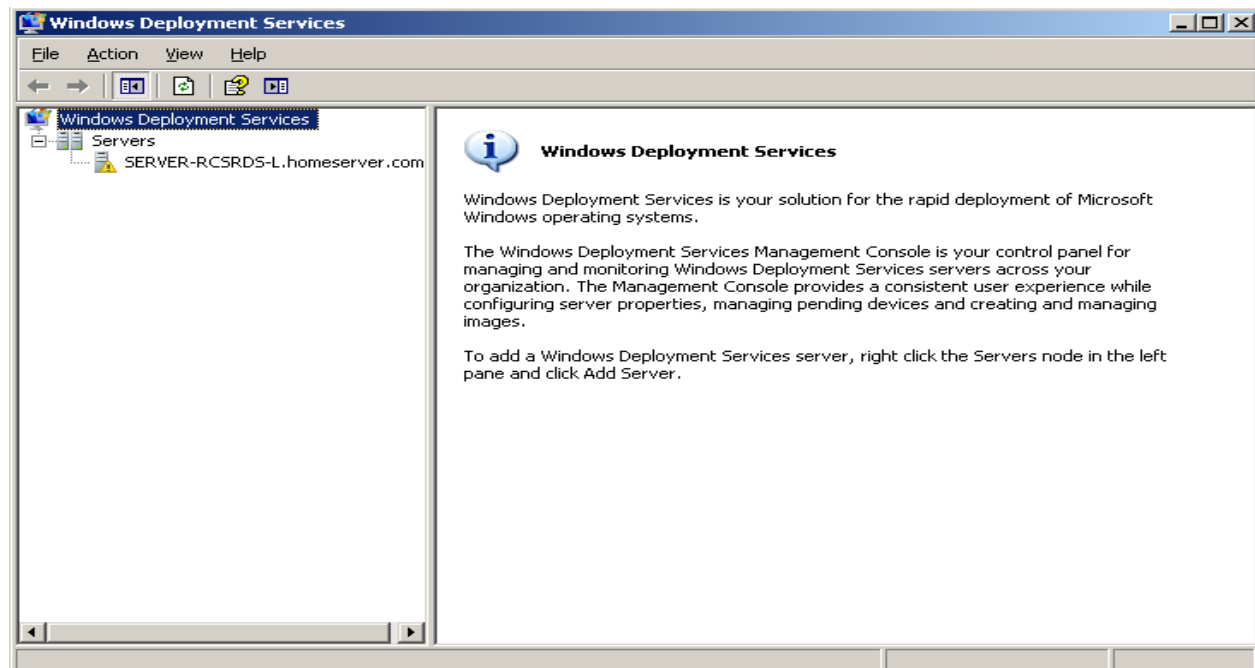 Windows Deployment Services
File Action View Help
Windows Deployment Services
Servers
SERVER-RCSRDS-L.homeserver.com
Windows Deployment Services
Windows Deployment Services is your solution for the rapid deployment of Microsoft
Windows operating systems.
The Windows Deployment Services Management Console is your control panel for
managing and monitoring Windows Deployment Services servers across your
organization. The Management Console provides a consistent user experience while
configuring server properties, managing pending devices and creating and managing
images.
To add a Windows Deployment Services server, right click the Servers node in the left
pane and click Add Server.